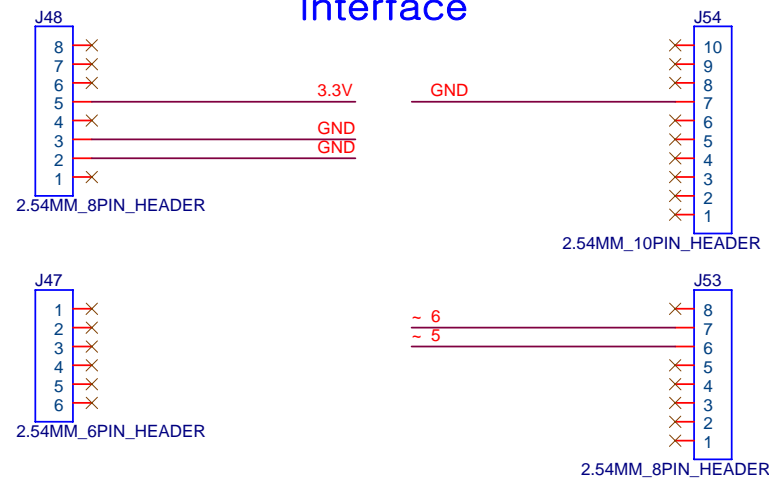 Interface
J48
8
7
6
5
4
3
2
1
3.3V
GND
GND
2.54MM_8PIN_HEADER
J54
10
9
8
7
6
5
4
3
2
1
GND
2.54MM_10PIN_HEADER
J47
1
2
3
4
5
6
2.54MM_6PIN_HEADER
J53
8
7
6
5
4
3
2
1
~ 6
~ 5
2.54MM_8PIN_HEADER